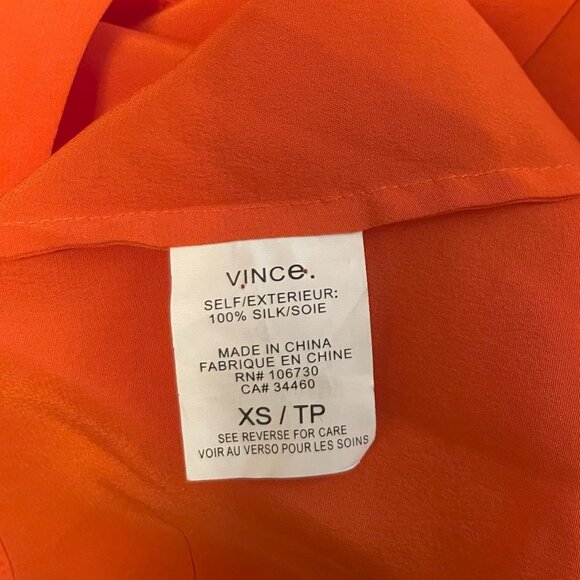 VINCe.
SELF/EXTERIEUR:
100% SILK/SOIE
MADE IN CHINA
FABRIQUE EN CHINE
RN# 106730
CA# 34460
XS / TP
SEE REVERSE FOR CARE
VOIR AU VERSO POUR LES SOINS